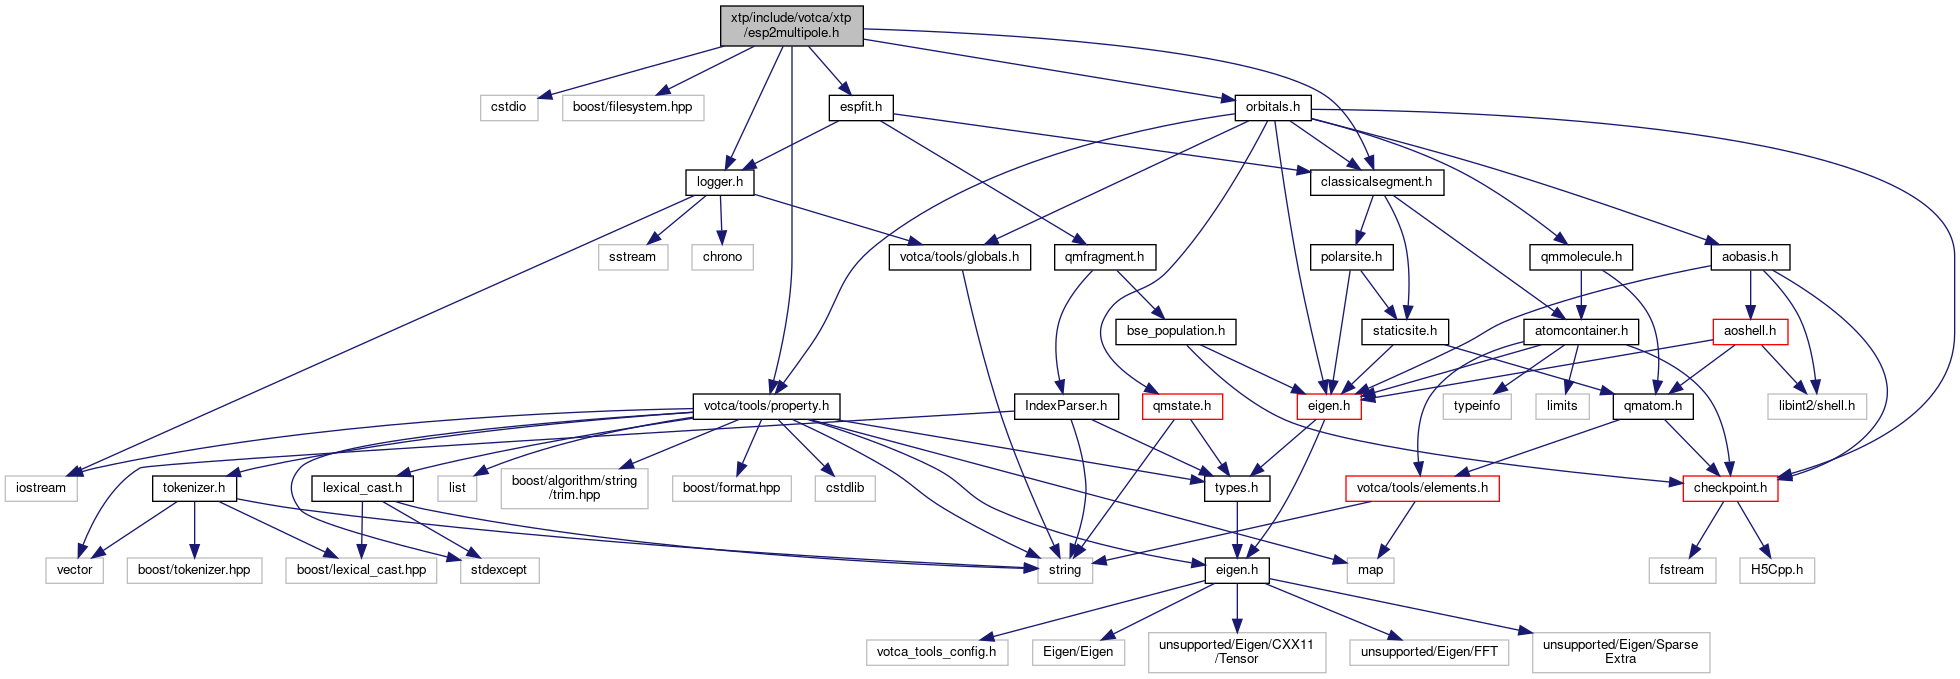 xtp/include/votca/xtp
/esp2multipole.h
cstdio
boost/filesystem.hpp
espfit.h
orbitals.h
logger.h
classicalsegment.h
sstream
chrono
votca/tools/globals.h
qmfragment.h
polarsite.h
qmmolecule.h
aobasis.h
bse_population.h
staticsite.h
atomcontainer.h
aoshell.h
votca/tools/property.h
IndexParser.h
qmstate.h
eigen.h
typeinfo
limits
qmatom.h
libint2/shell.h
iostream
tokenizer.h
lexical_cast.h
list
boost/algorithm/string
/trim.hpp
boost/format.hpp
cstdlib
types.h
votca/tools/elements.h
checkpoint.h
vector
boost/tokenizer.hpp
boost/lexical_cast.hpp
stdexcept
string
eigen.h
map
fstream
H5Cpp.h
votca_tools_config.h
Eigen/Eigen
unsupported/Eigen/CXX11
/Tensor
unsupported/Eigen/FFT
unsupported/Eigen/Sparse
Extra